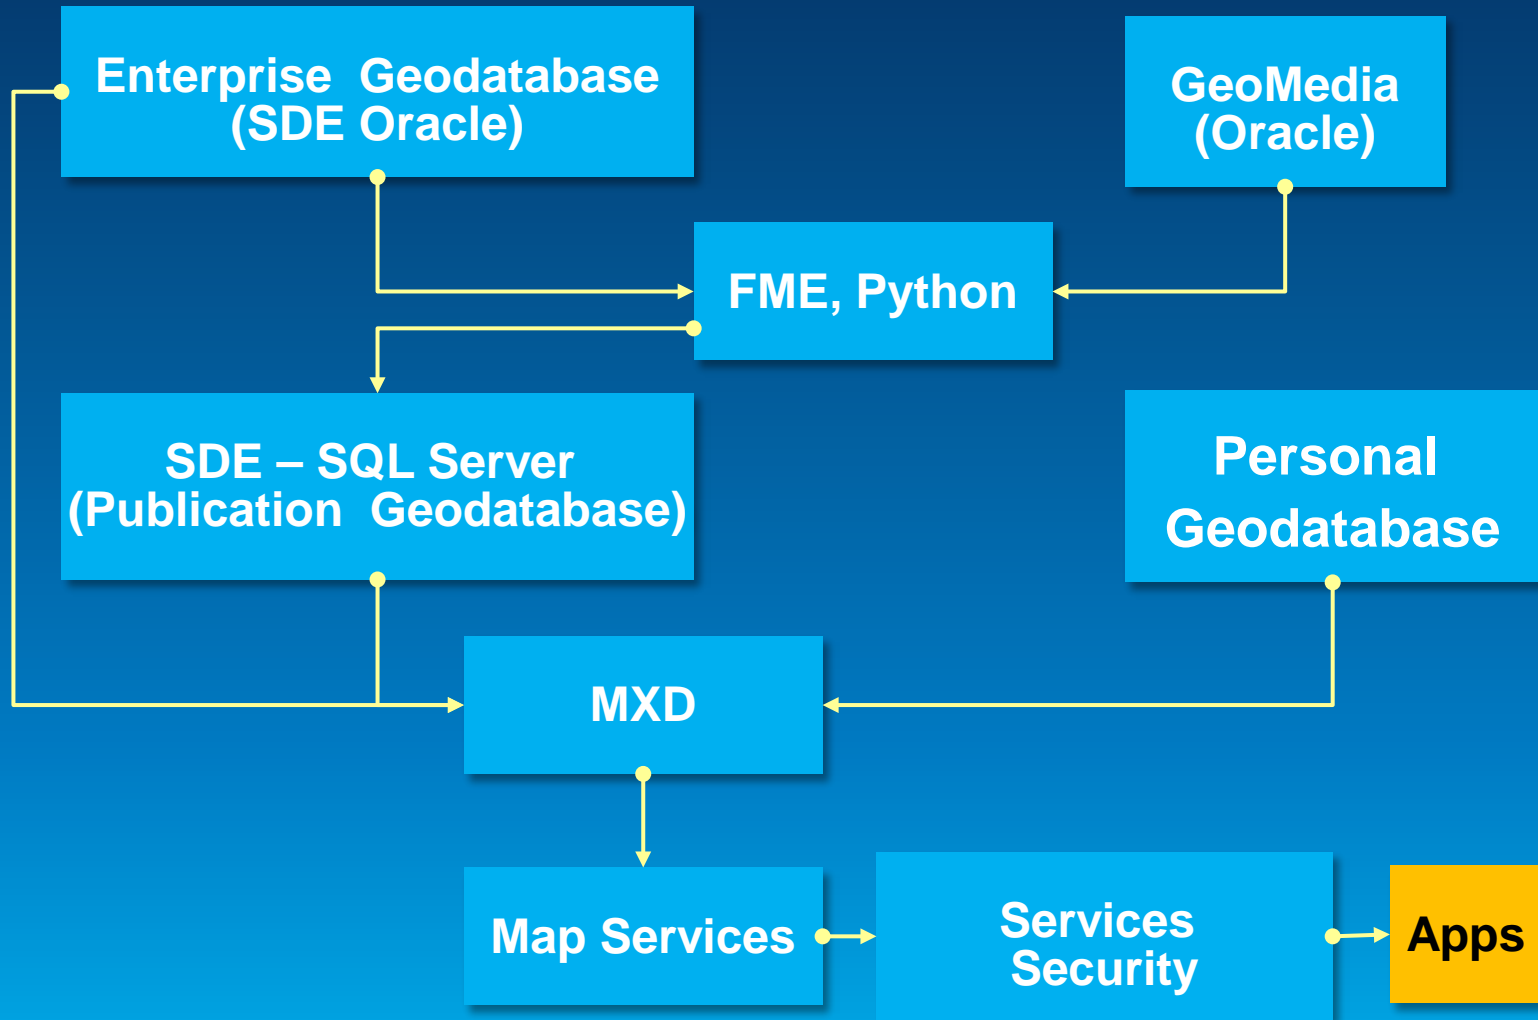 Enterprise Geodatabase
(SDE Oracle)
GeoMedia
(Oracle)
FME, Python
SDE – SQL Server
(Publication Geodatabase)
Personal
Geodatabase
MXD
Map Services
Services
Security
Apps